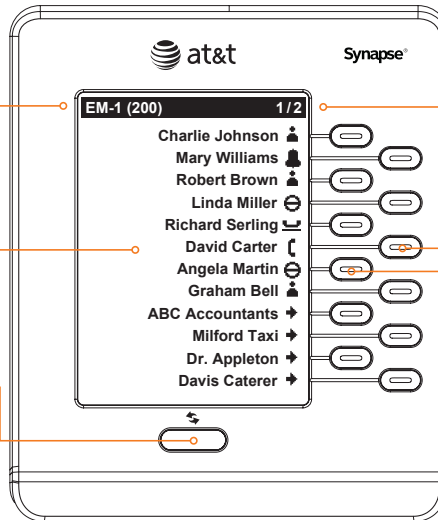 at&t Synapse®
EM-1 (200) 1/2
Charlie Johnson
Mary Williams
Robert Brown
Linda Miller
Richard Serling
David Carter
Angela Martin
Graham Bell
ABC Accountants
Milford Taxi
Dr. Appleton
Davis Caterer